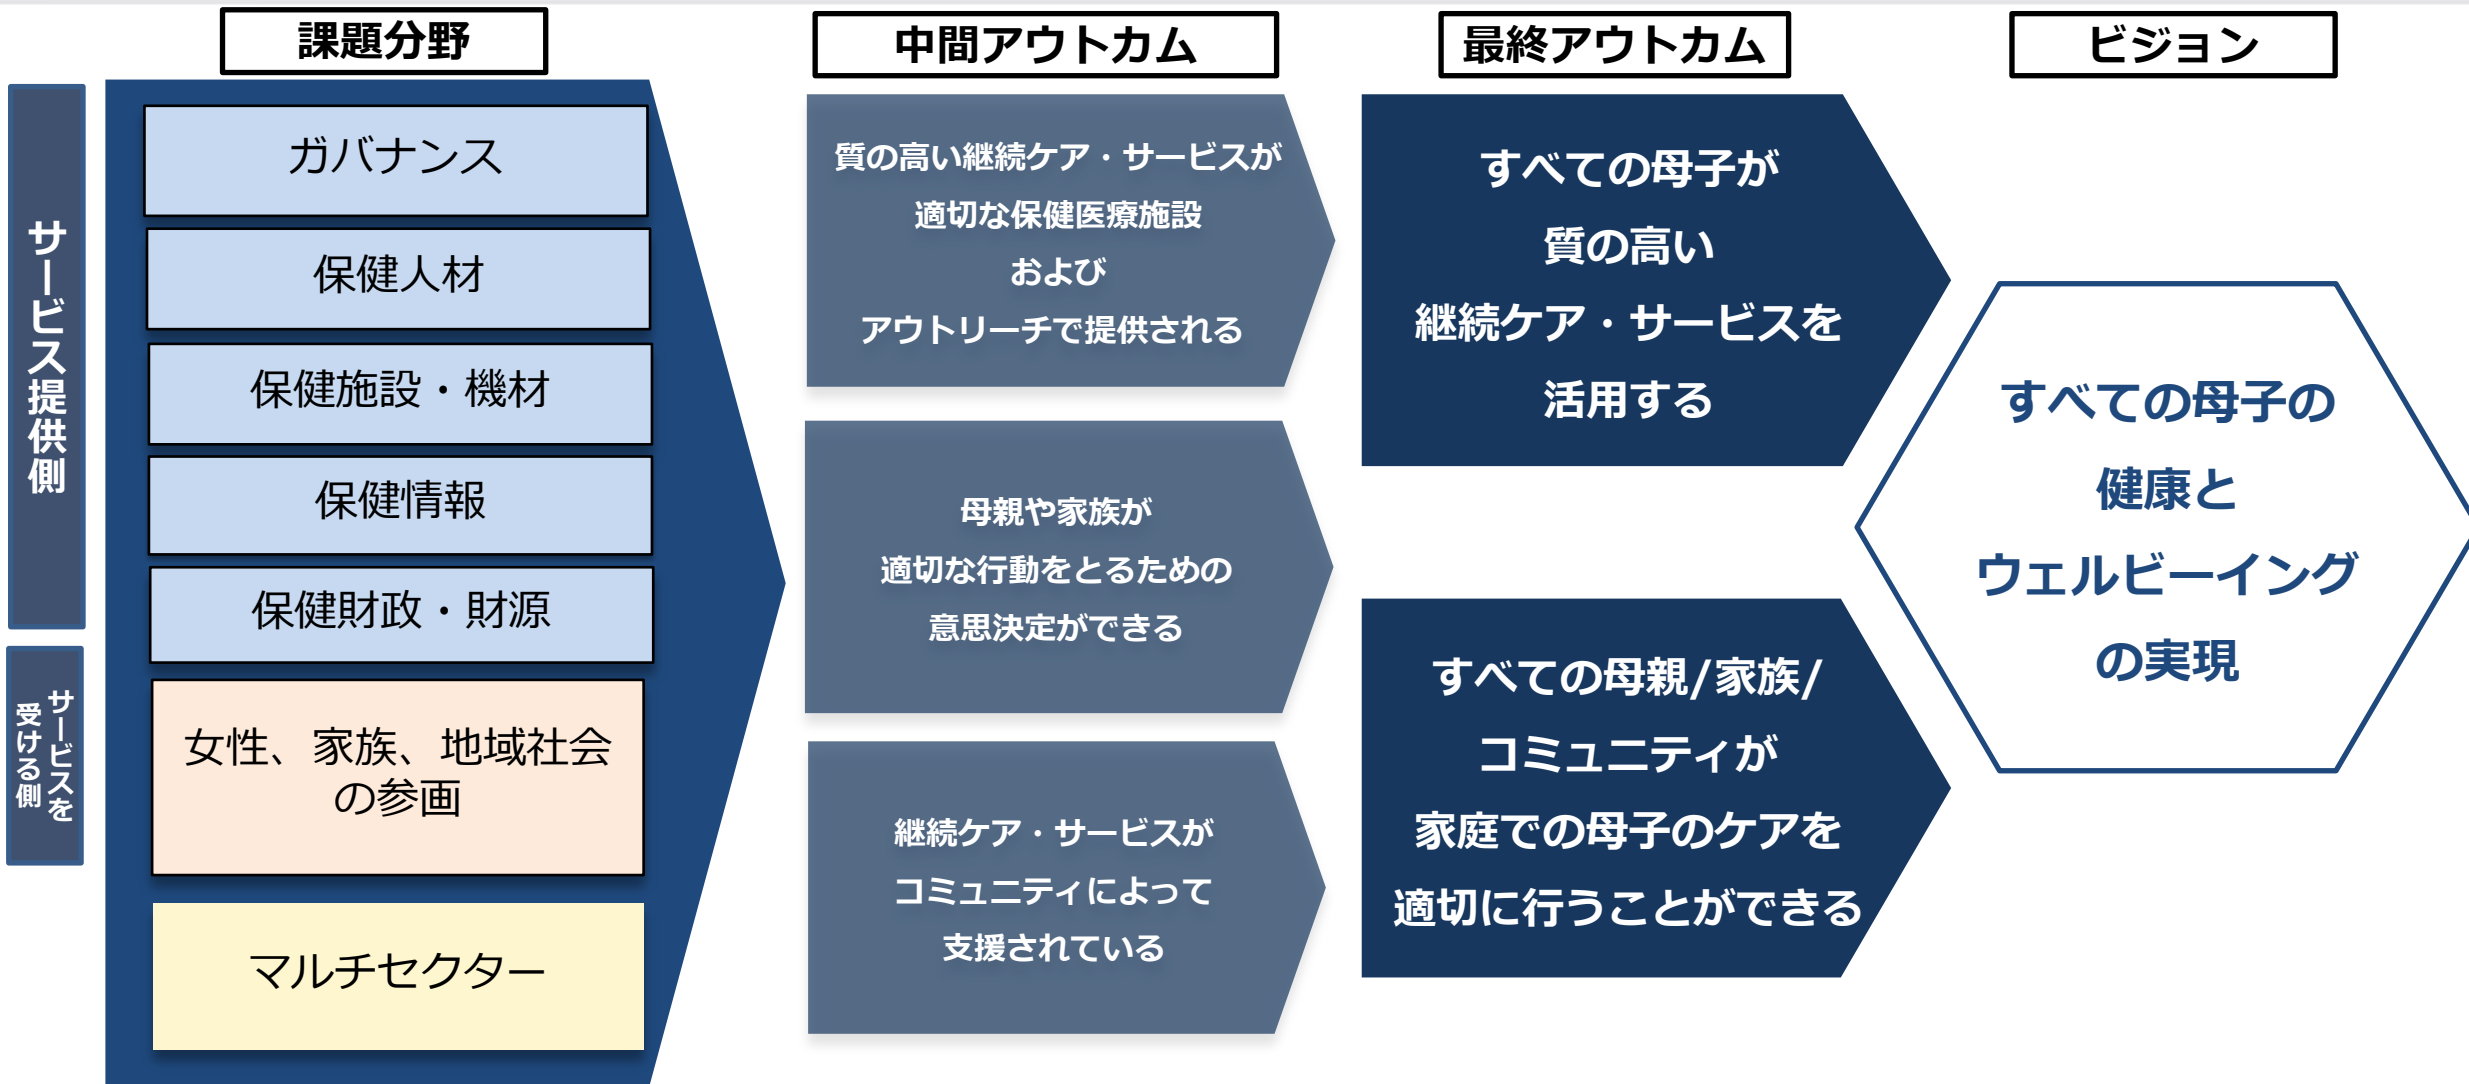 課題分野
中間アウトカム
最終アウトカム
ビジョン
サービス提供側
サービスを
受ける側
ガバナンス
保健人材
保健施設・機材
保健情報
保健財政・財源
女性、家族、地域社会
の参画
マルチセクター
質の高い継続ケア・サービスが
適切な保健医療施設
および
アウトリーチで提供される
母親や家族が
適切な行動をとるための
意思決定ができる
継続ケア・サービスが
コミュニティによって
支援されている
すべての母子が
質の高い
継続ケア・サービスを
活用する
すべての母親/家族/
コミュニティが
家庭での母子のケアを
適切に行うことができる
すべての母子の
健康と
ウェルビーイング
の実現